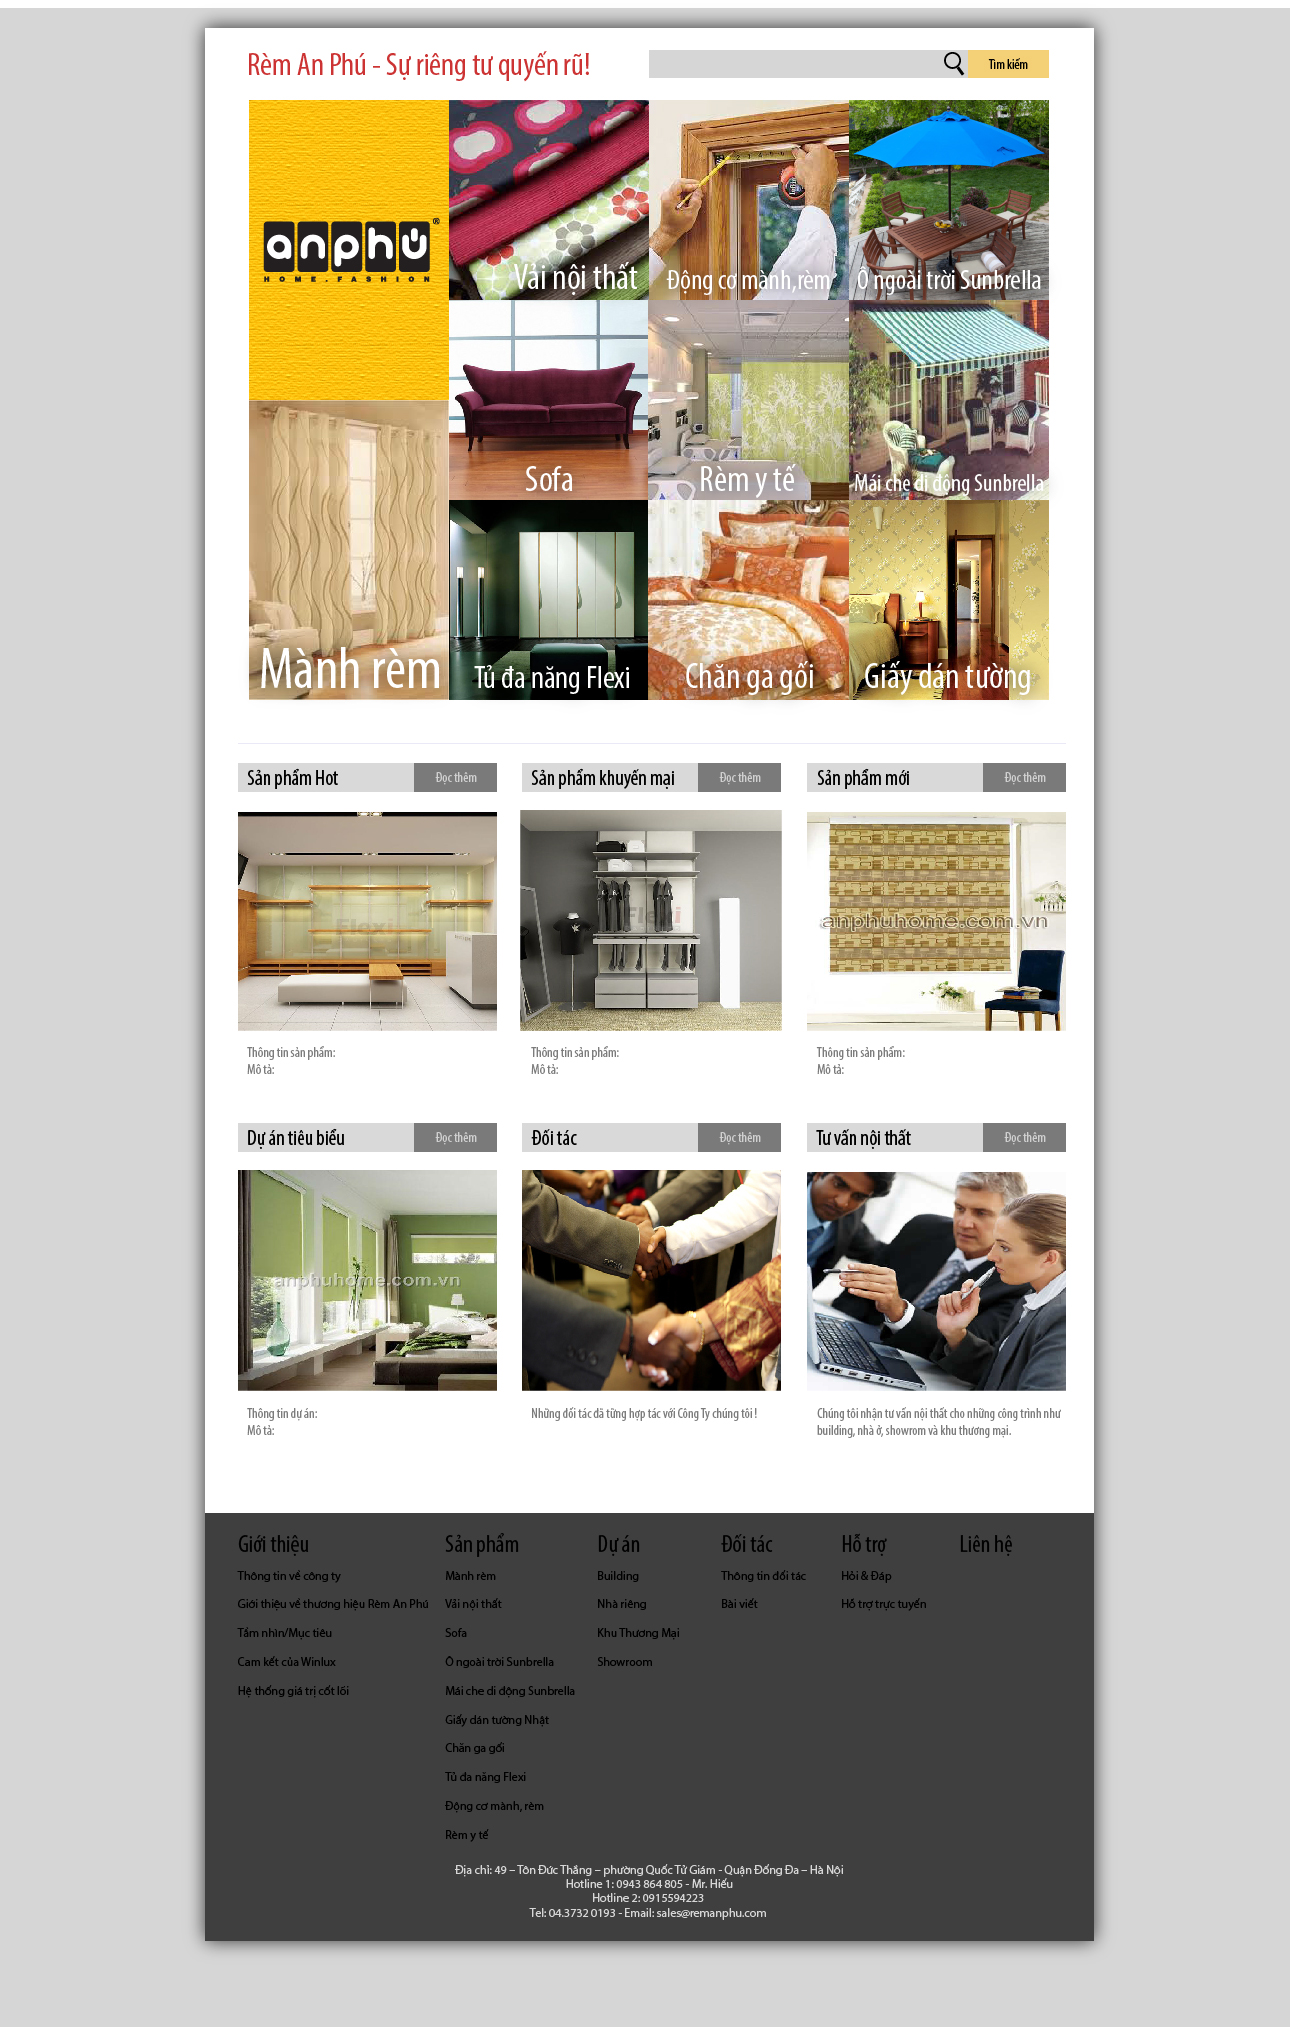 Rèm An Phú - Sự riêng tư quyến rũ!
Tìm kiếm
anphú®
HOME.FASHION
Vải nội thất
Động cơ mành,rèm
Ô ngoài trời Sunbrella
Sofa
Rèm y tế
Mái che di động Sunbrella
Mành rèm
Tủ đa năng Flexi
Chăn ga gối
Giấy dán tường
Sản phẩm Hot
Đọc thêm
Sản phẩm khuyến mại
Đọc thêm
Sản phẩm mới
Đọc thêm
Flexi
anphuhome.com.vn
Thông tin sản phẩm:
Mô tả:
Thông tin sản phẩm:
Mô tả:
Thông tin sản phẩm:
Mô tả:
Dự án tiêu biểu
Đọc thêm
Đối tác
Đọc thêm
Tư vấn nội thất
Đọc thêm
anphuhome.com.vn
Thông tin dự án:
Mô tả:
Những đối tác đã từng hợp tác với Công Ty chúng tôi !
Chúng tôi nhận tư vấn nội thất cho những công trình như
building, nhà ở, showrom và khu thương mại.
Giới thiệu
Thông tin về công ty
Giới thiệu về thương hiệu Rèm An Phú
Tầm nhìn/Mục tiêu
Cam kết của Winlux
Hệ thống giá trị cốt lõi
Sản phẩm
Mành rèm
Vải nội thất
Sofa
Ô ngoài trời Sunbrella
Mái che di động Sunbrella
Giấy dán tường Nhật
Chăn ga gối
Tủ đa năng Flexi
Động cơ mành, rèm
Rèm y tế
Dự án
Building
Nhà riêng
Khu Thương Mại
Showroom
Đối tác
Thông tin đối tác
Bài viết
Hỗ trợ
Hỏi & Đáp
Hỗ trợ trực tuyến
Liên hệ
Địa chỉ: 49 – Tôn Đức Thắng – phường Quốc Tử Giám - Quận Đống Đa – Hà Nội
Hotline 1: 0943 864 805 - Mr. Hiếu
Hotline 2: 0915594223
Tel: 04.3732 0193 - Email: sales@remanphu.com